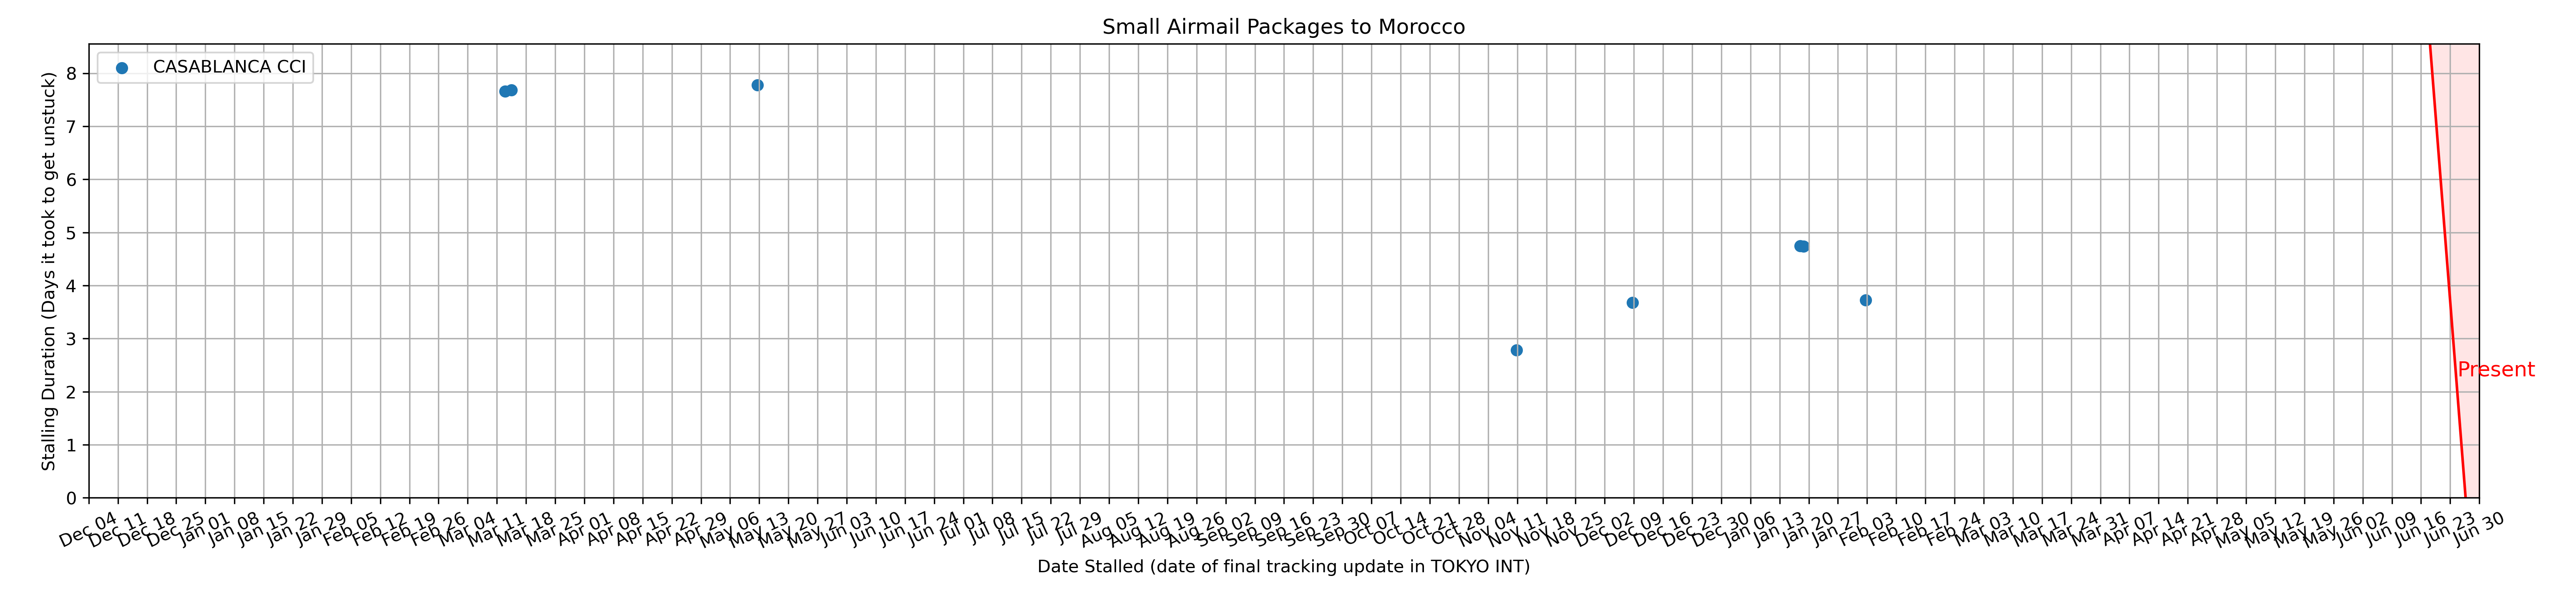 Small Airmail Packages to Morocco
CASABLANCA CCI
Stalling Duration (Days it took to get unstuck)
8
7
6
5
4
3
2
1
0
Present
Dec 04
Dec 11
Dec 18
Dec 25
Jan 01
Jan 08
Jan 15
Jan 22
Jan 29
Feb 05
Feb 12
Feb 19
Feb 26
Mar 04
Mar 11
Mar 18
Mar 25
Apr 01
Apr 08
Apr 15
Apr 22
Apr 29
May 06
May 13
May 20
May 27
Jun 03
Jun 10
Jun 17
Jun 24
Jul 01
Jul 08
Jul 15
Jul 22
Jul 29
Aug 05
Aug 12
Aug 19
Aug 26
Sep 02
Sep 09
Sep 16
Sep 23
Sep 30
Oct 07
Oct 14
Oct 21
Oct 28
Nov 04
Nov 11
Nov 18
Nov 25
Dec 02
Dec 09
Dec 16
Dec 23
Dec 30
Jan 06
Jan 13
Jan 20
Jan 27
Feb 03
Feb 10
Feb 17
Feb 24
Mar 03
Mar 10
Mar 17
Mar 24
Mar 31
Apr 07
Apr 14
Apr 21
Apr 28
May 05
May 12
May 19
May 26
Jun 02
Jun 09
Jun 16
Jun 23
Jun 30
Date Stalled (date of final tracking update in TOKYO INT)